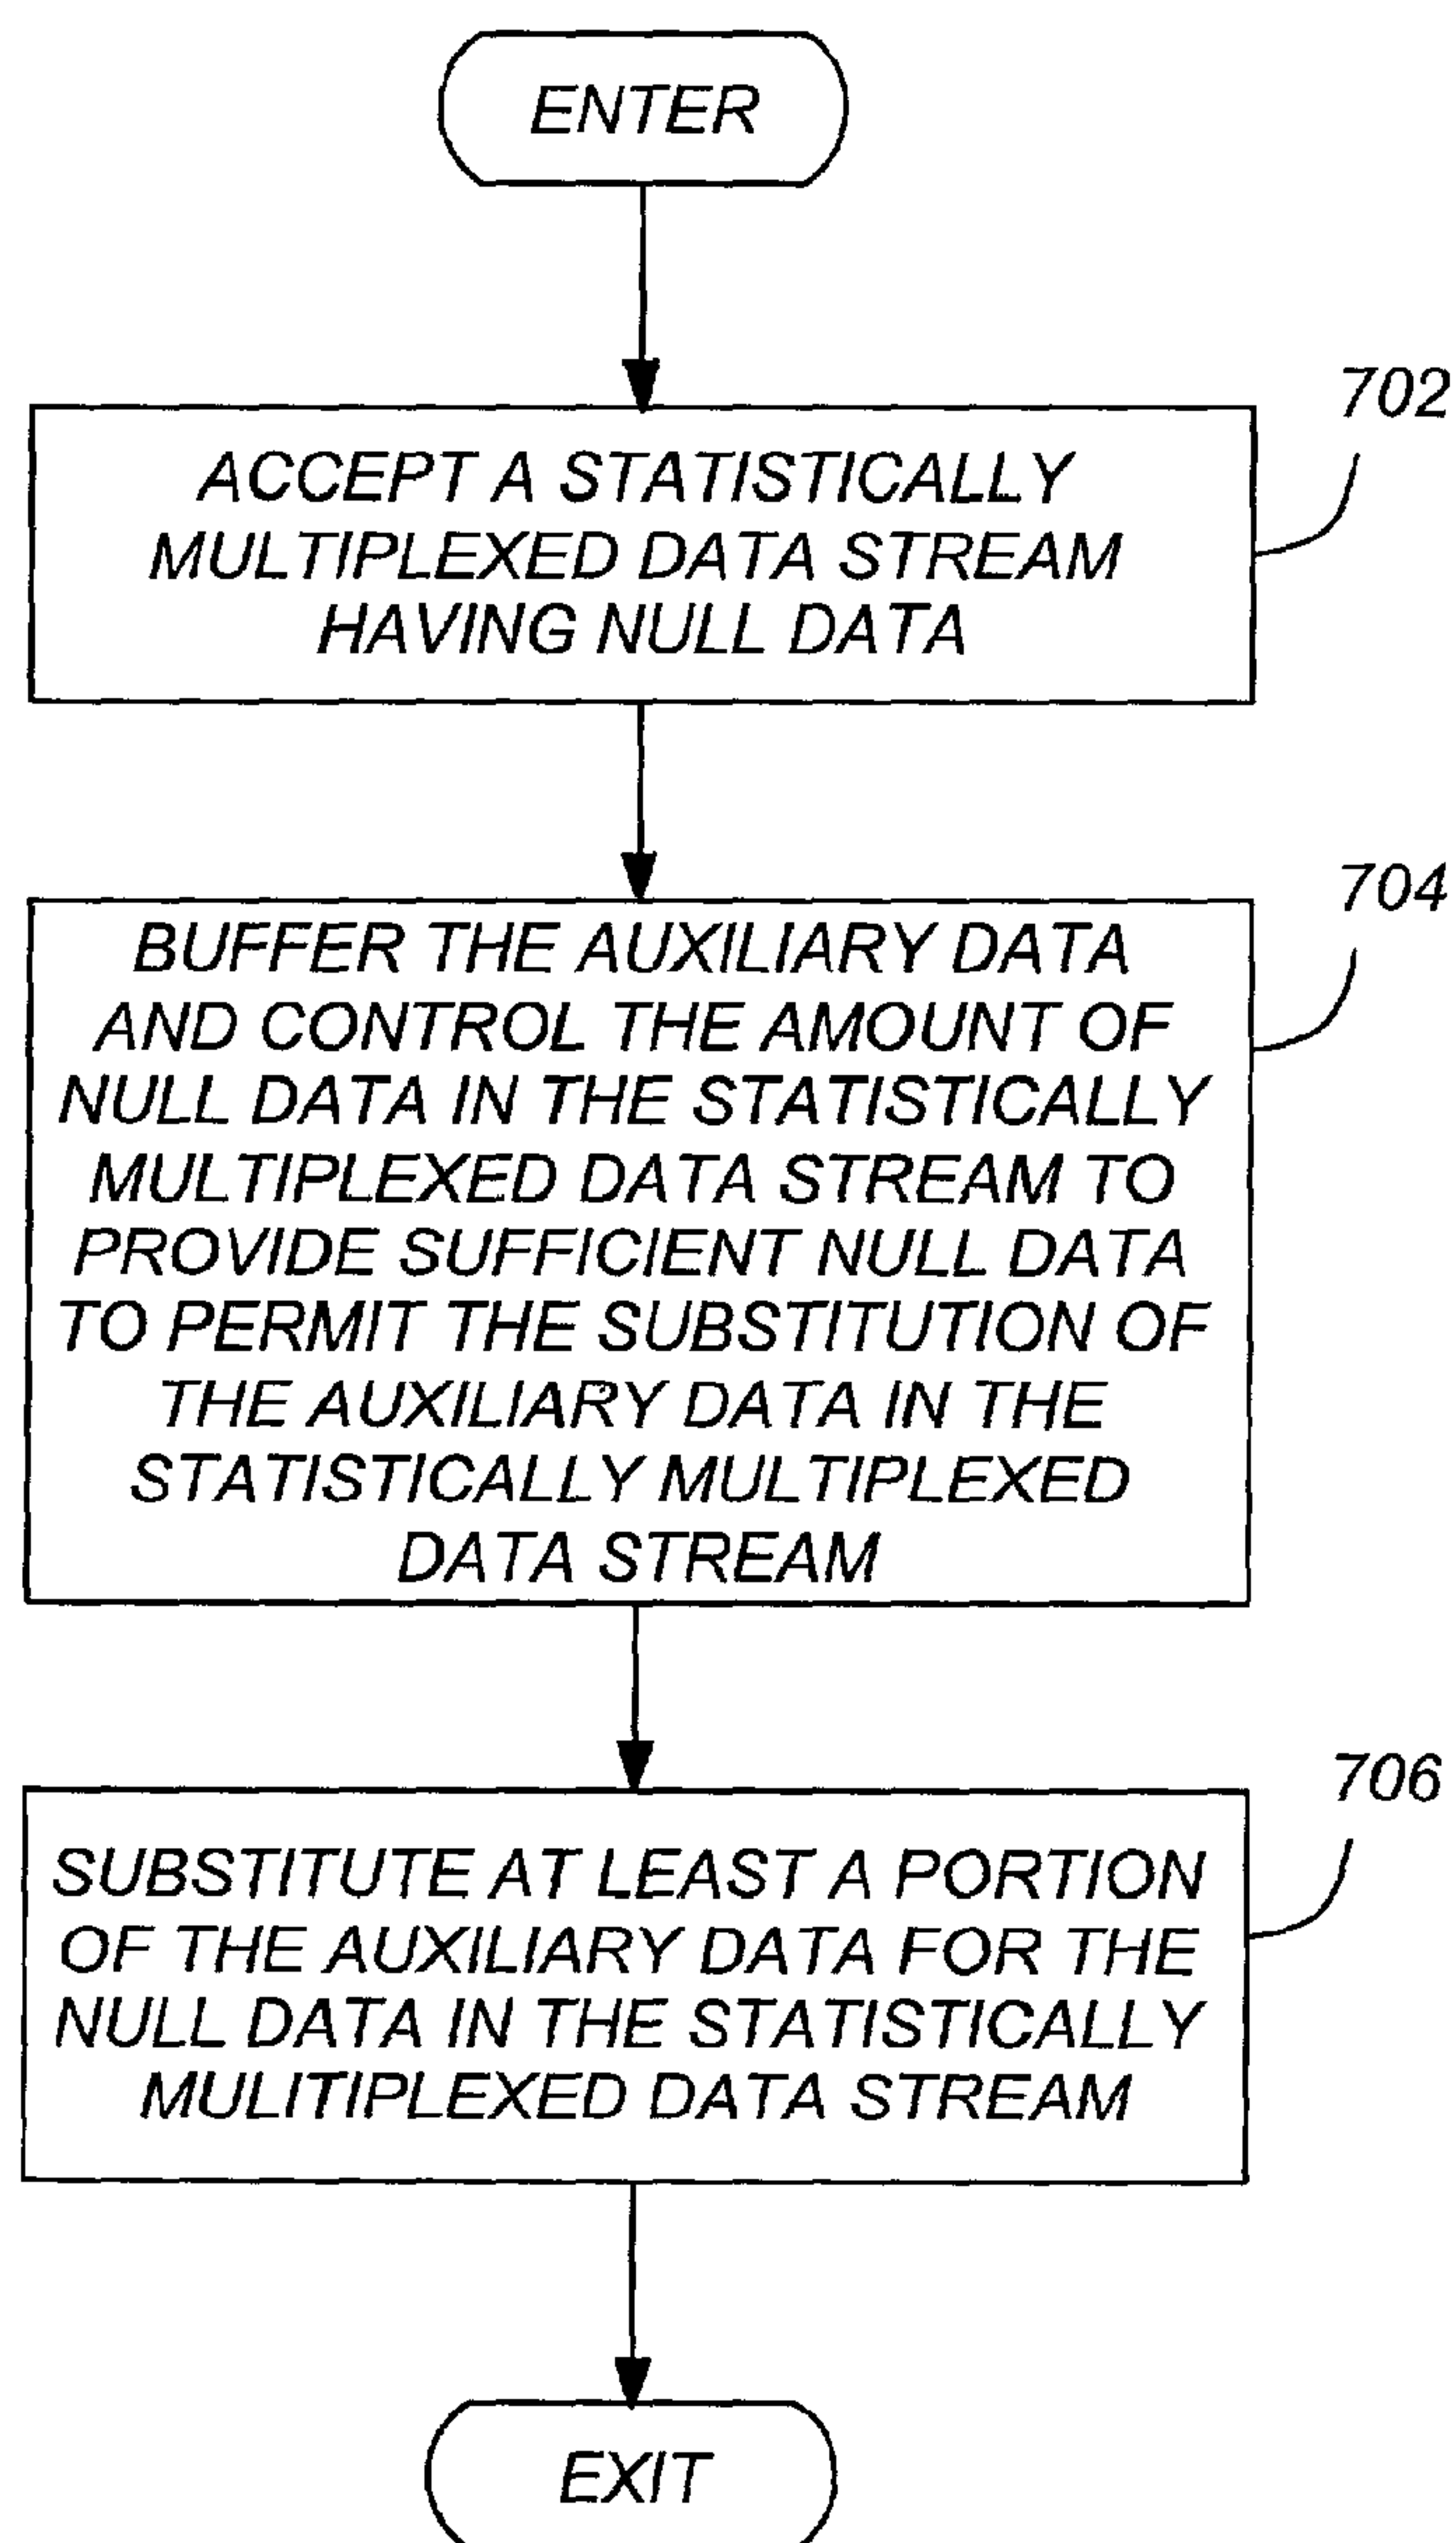 ENTER
702
ACCEPT A STATISTICALLY
MULTIPLEXED DATA STREAM
HAVING NULL DATA
704
BUFFER THE AUXILIARY DATA
AND CONTROL THE AMOUNT OF
NULL DATA IN THE STATISTICALLY
MULTIPLEXED DATA STREAM TO
PROVIDE SUFFICIENT NULL DATA
TO PERMIT THE SUBSTITUTION OF
THE AUXILIARY DATA IN THE
STATISTICALLY MULTIPLEXED
DATA STREAM
706
SUBSTITUTE AT LEAST A PORTION
OF THE AUXILIARY DATA FOR THE
NULL DATA IN THE STATISTICALLY
MULITIPLEXED DATA STREAM
EXIT